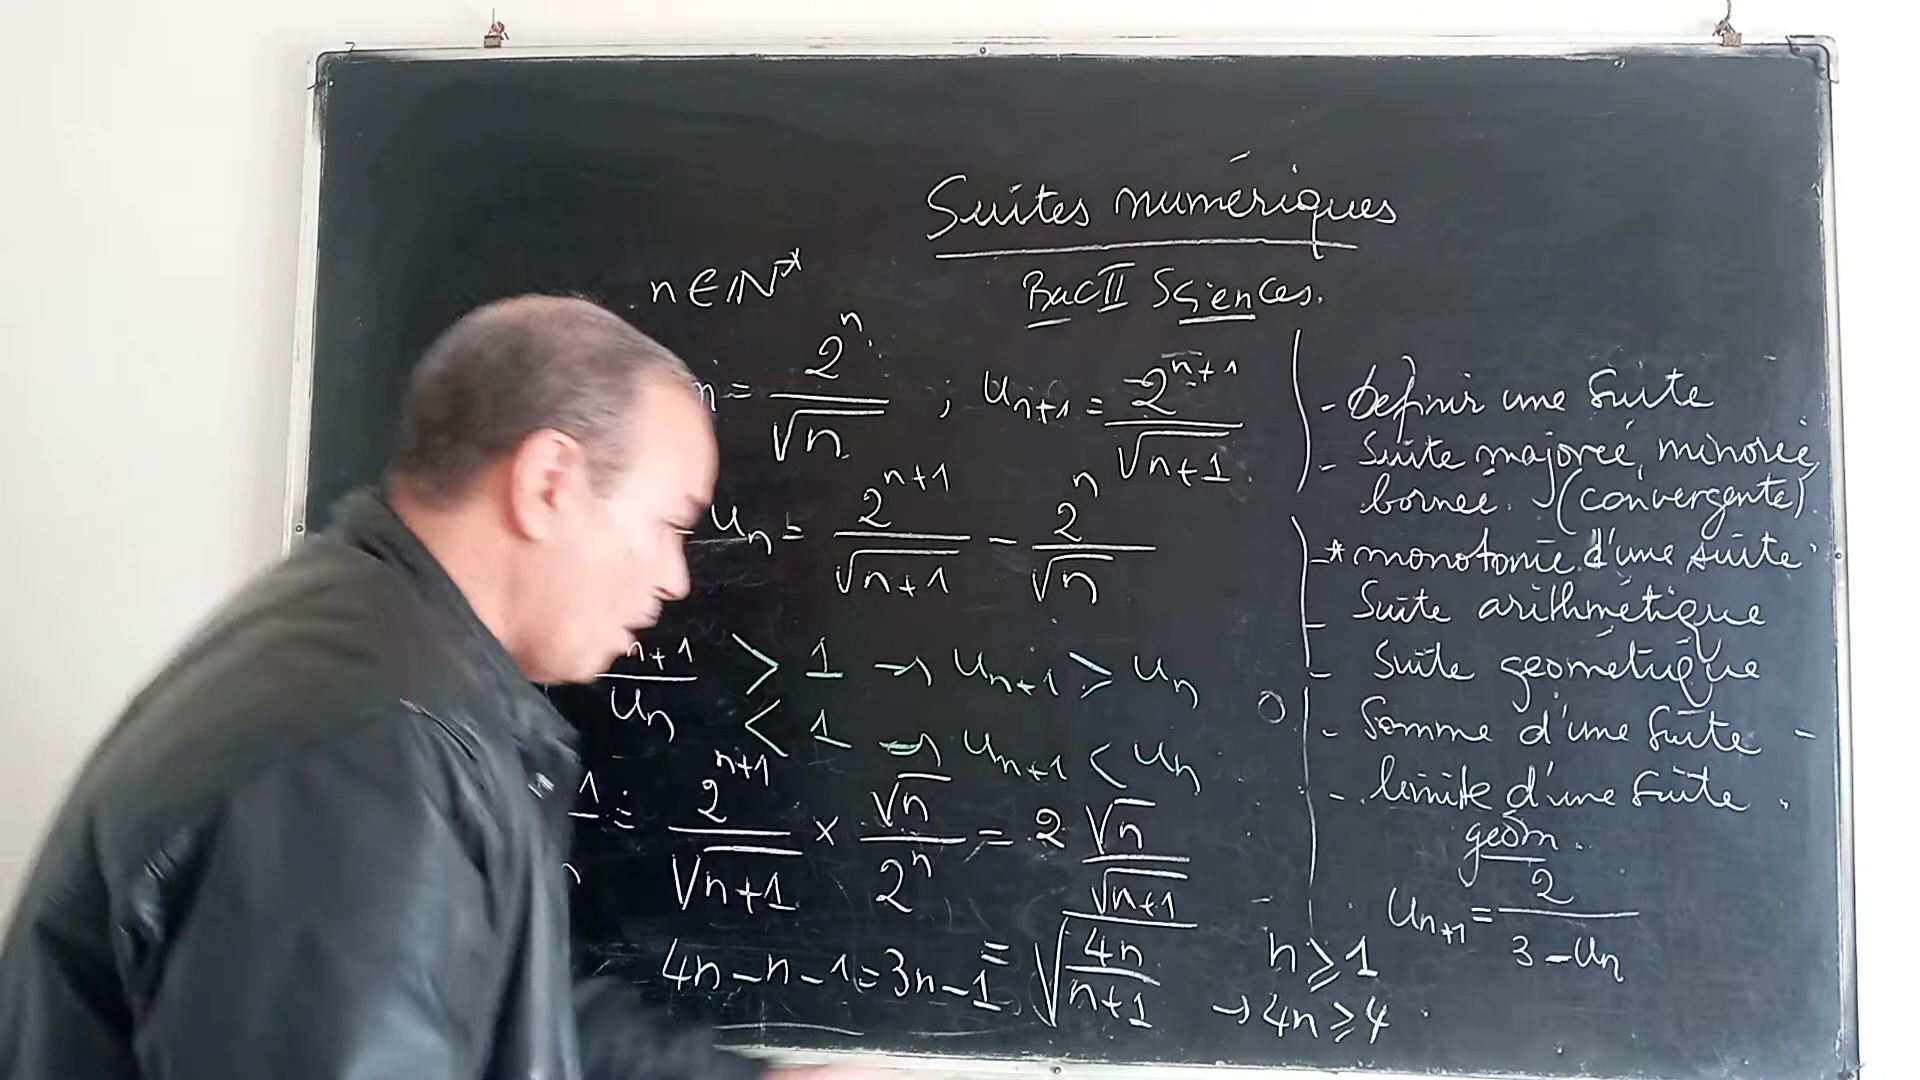 Suites numériques
Bac II Sciences.
n ∈ ℕ*
n = 2^n / √n ; u_{n+1} = 2^{n+1} / √(n+1)
u_n = 2^{n+1} / √(n+1) - 2^n / √n
n+1 / u_n > 1 → u_{n+1} ≥ u_n
< 1 → u_{n+1} < u_n
1 = 2^{n+1} / √(n+1) × √n / 2^n = 2 √n / √(n+1)
4n - n - 1 = 3n - 1 = √(4n / (n+1))
n ≥ 1
→ 4n ≥ 4
- Définir une suite
- Suite majorée, minorée,
bornée. (convergente).
-* monotonie d'une suite
- Suite arithmétique
- Suite géométrique
- Somme d'une suite -
- limite d'une suite.
géom.
u_{n+1} = 2 / (3 - u_n)